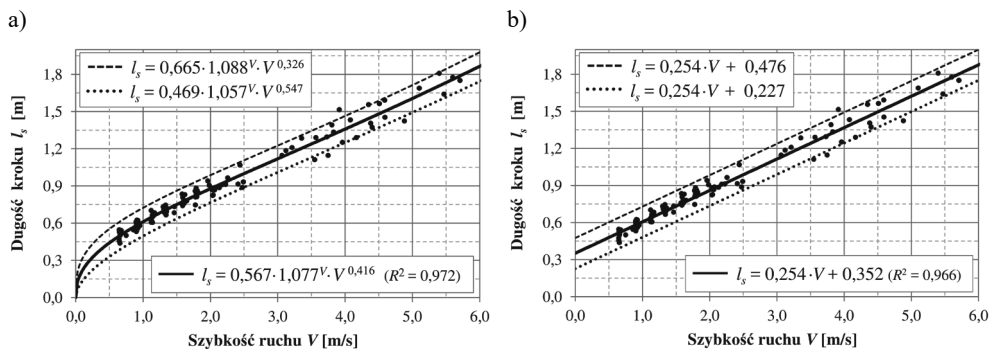 a)
b)
l_s = 0,665·1,088^V·V^0,326
l_s = 0,469·1,057^V·V^0,547
l_s = 0,567·1,077^V·V^0,416 (R² = 0,972)
Dugość kroku l_s [m]
1,8
1,5
1,2
0,9
0,6
0,3
0,0
0,0 1,0 2,0 3,0 4,0 5,0 6,0
Szybkość ruchu V [m/s]
l_s = 0,254·V + 0,476
l_s = 0,254·V + 0,227
l_s = 0,254·V + 0,352 (R² = 0,966)
Dugość kroku l_s [m]
1,8
1,5
1,2
0,9
0,6
0,3
0,0
0,0 1,0 2,0 3,0 4,0 5,0 6,0
Szybkość ruchu V [m/s]